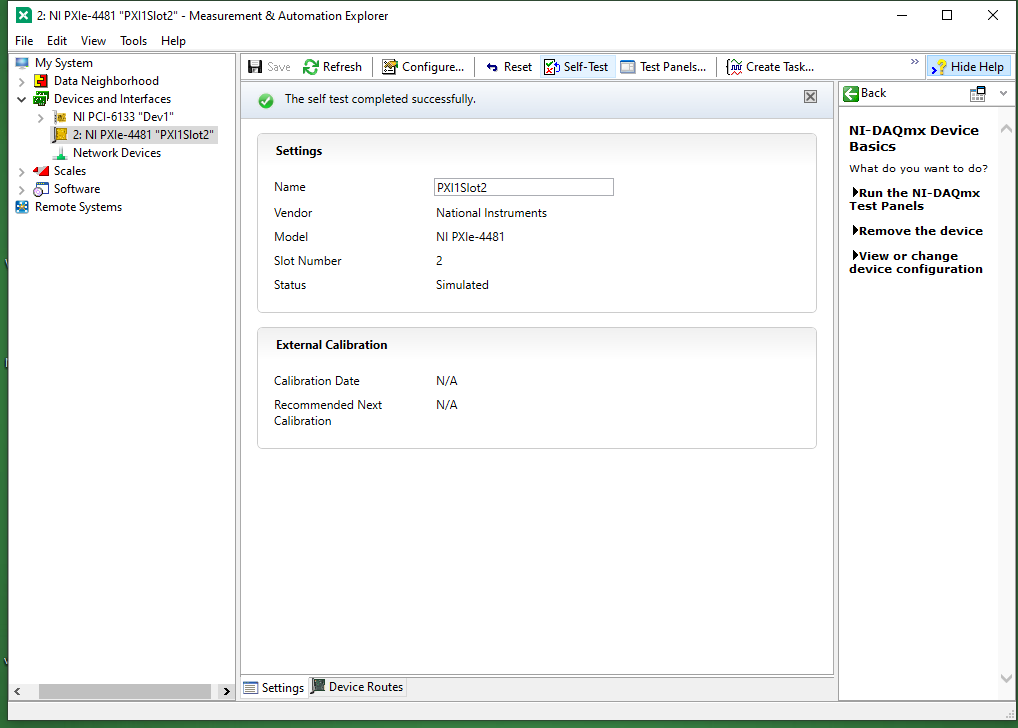 2: NI PXIe-4481 "PXI1Slot2" - Measurement & Automation Explorer
File Edit View Tools Help
My System
Data Neighborhood
Devices and Interfaces
NI PCI-6133 "Dev1"
2: NI PXIe-4481 "PXI1Slot2"
Network Devices
Scales
Software
Remote Systems
Save Refresh Configure... Reset Self-Test Test Panels... Create Task... » Hide Help
The self test completed successfully.
Settings
Name PXI1Slot2
Vendor National Instruments
Model NI PXIe-4481
Slot Number 2
Status Simulated
External Calibration
Calibration Date N/A
Recommended Next N/A
Calibration
Settings Device Routes
Back
NI-DAQmx Device
Basics
What do you want to do?
Run the NI-DAQmx
Test Panels
Remove the device
View or change
device configuration